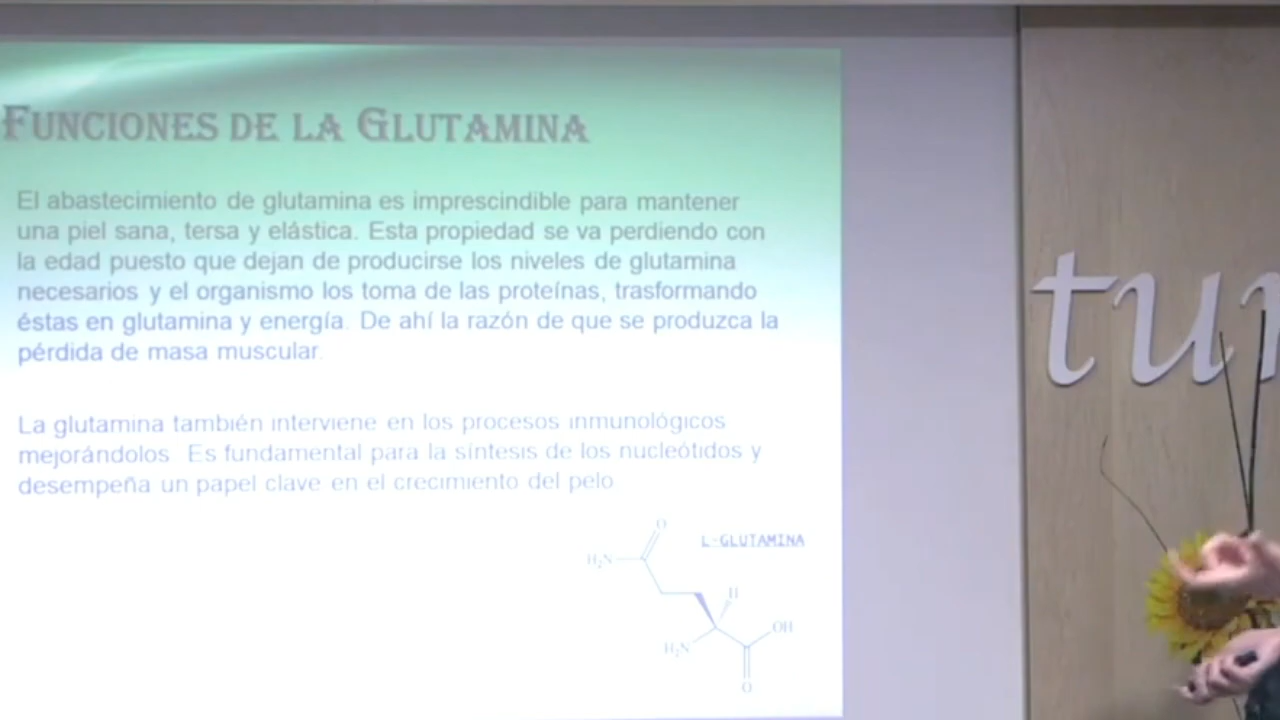 FUNCIONES DE LA GLUTAMINA
El abastecimiento de glutamina es imprescindible para mantener
una piel sana, tersa y elástica. Esta propiedad se va perdiendo con
la edad puesto que dejan de producirse los niveles de glutamina
necesarios y el organismo los toma de las proteínas, trasformando
éstas en glutamina y energía. De ahí la razón de que se produzca la
pérdida de masa muscular.
La glutamina también interviene en los procesos inmunológicos
mejorándolos. Es fundamental para la síntesis de los nucleótidos y
desempeña un papel clave en el crecimiento del pelo
O
L-GLUTAMINA
H₂N
H
OH
H₂N
O
tu